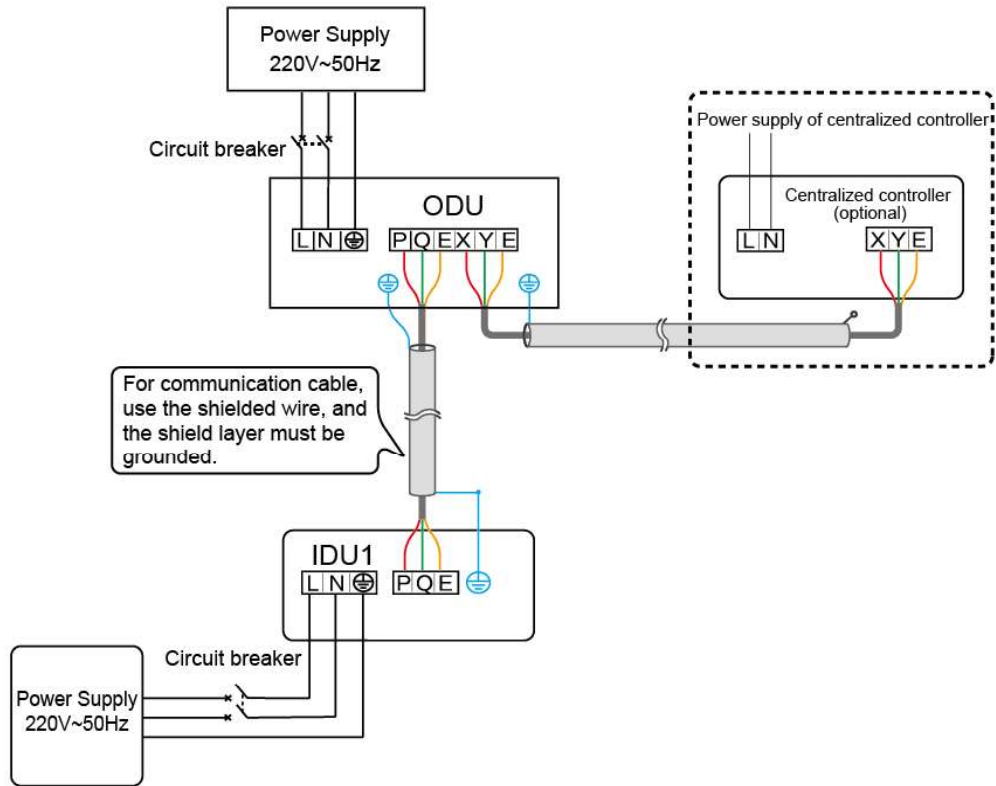 Power Supply
220V~50Hz
Circuit breaker
ODU
L N
P Q E X Y E
Power supply of centralized controller
Centralized controller
(optional)
L N
X Y E
For communication cable,
use the shielded wire, and
the shield layer must be
grounded.
IDU1
L N
P Q E
Circuit breaker
Power Supply
220V~50Hz